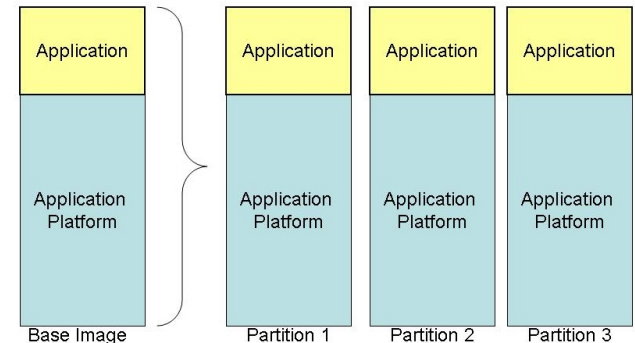 Application
Application
Application
Application
Application
Platform
Application
Platform
Application
Platform
Application
Platform
Base Image
Partition 1
Partition 2
Partition 3